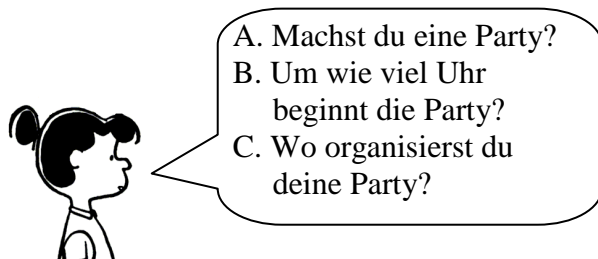 A. Machst du eine Party?
B. Um wie viel Uhr
beginnt die Party?
C. Wo organisierst du
deine Party?